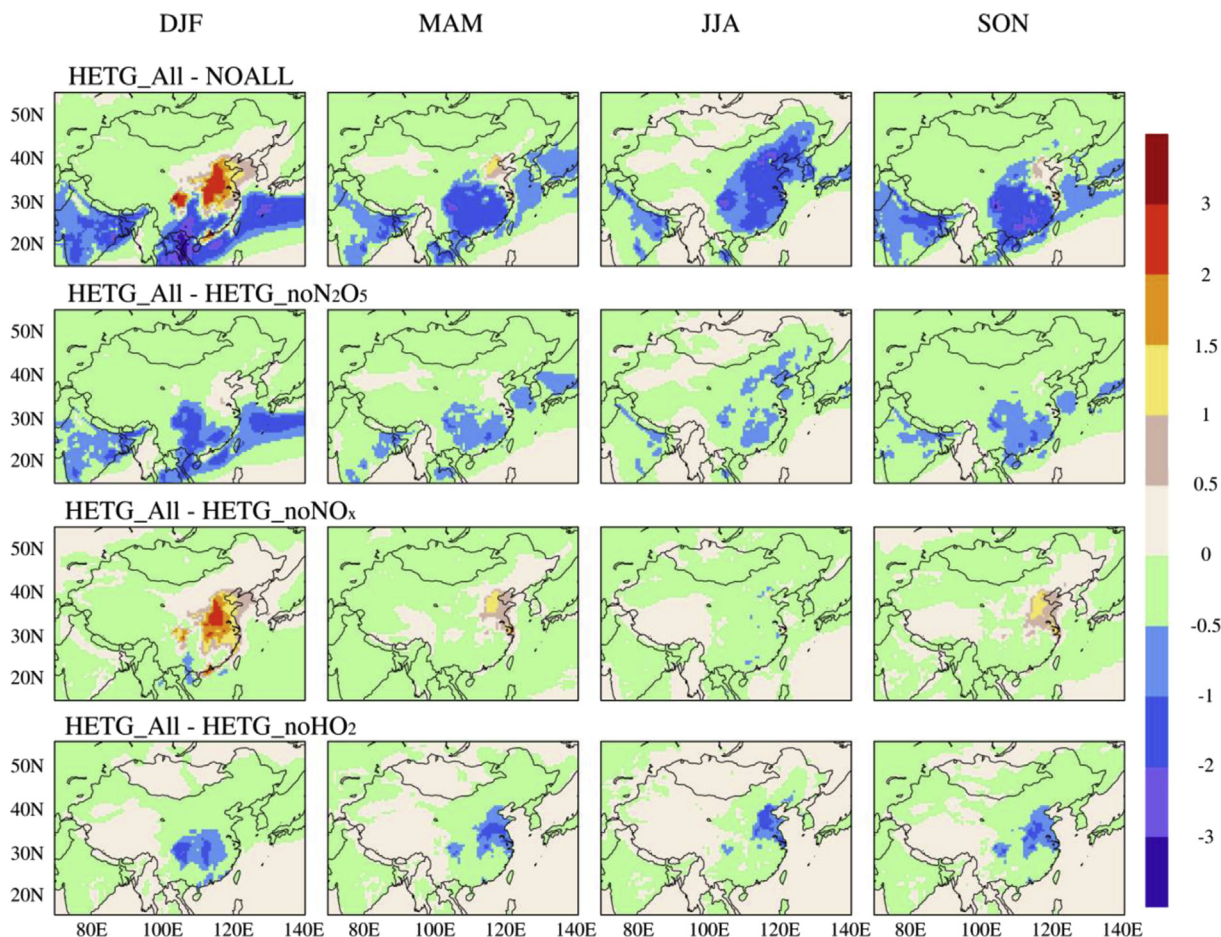 DJF MAM JJA SON
HETG_All - NOALL
50N
40N
30N
20N
HETG_All - HETG_noN₂O₅
50N
40N
30N
20N
HETG_All - HETG_noNOₓ
50N
40N
30N
20N
HETG_All - HETG_noHO₂
50N
40N
30N
20N
80E 100E 120E 140E 80E 100E 120E 140E 80E 100E 120E 140E 80E 100E 120E 140E
3
2
1.5
1
0.5
0
-0.5
-1
-2
-3